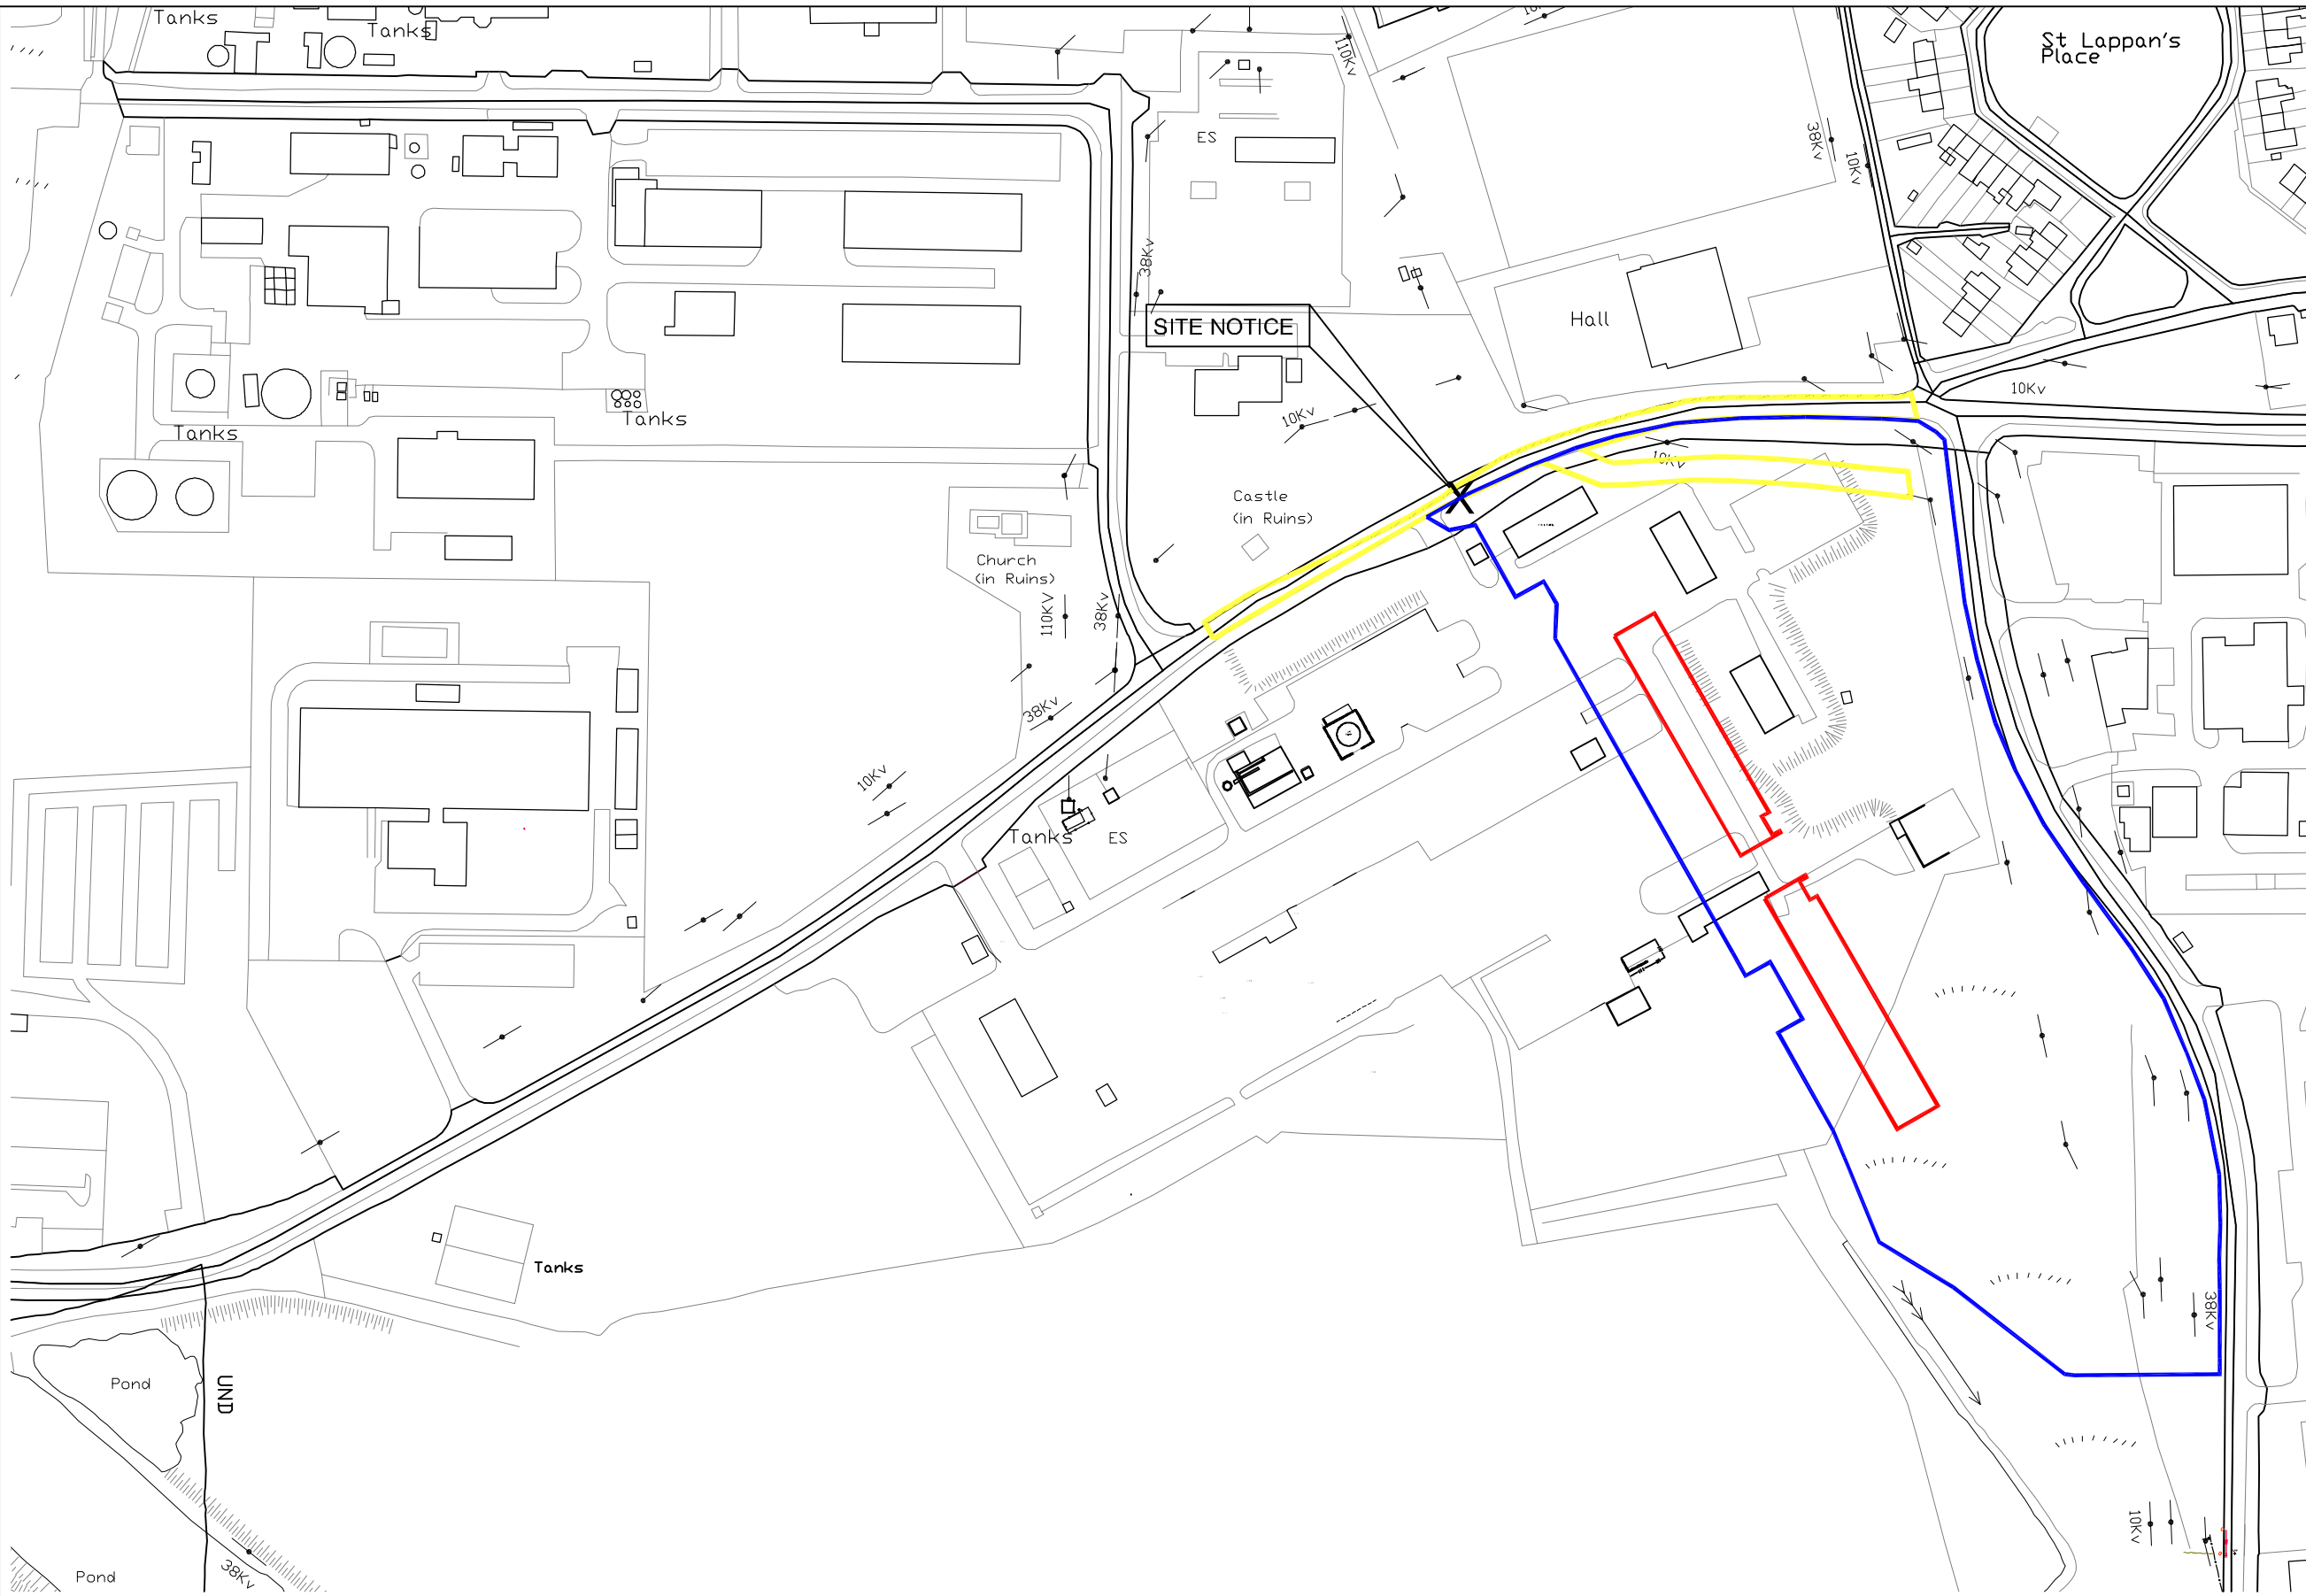 Tanks
Tanks
110Kv
St Lappan's
Place
ES
38Kv
10Kv
38Kv
SITE NOTICE
Hall
10Kv
10Kv
Tanks
Tanks
10Kv
Castle
(in Ruins)
Church
(in Ruins)
110KV
38Kv
38Kv
10Kv
Tanks
ES
Tanks
38Kv
Pond
UND
10Kv
38Kv
Pond